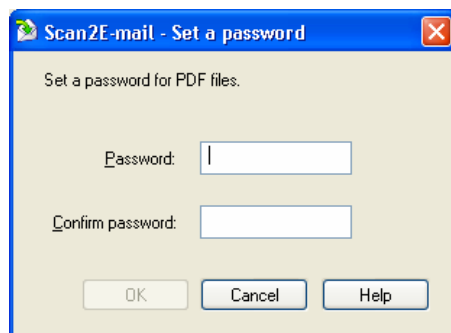 Scan2E-mail - Set a password
Set a password for PDF files.
Password:
Confirm password:
OK Cancel Help